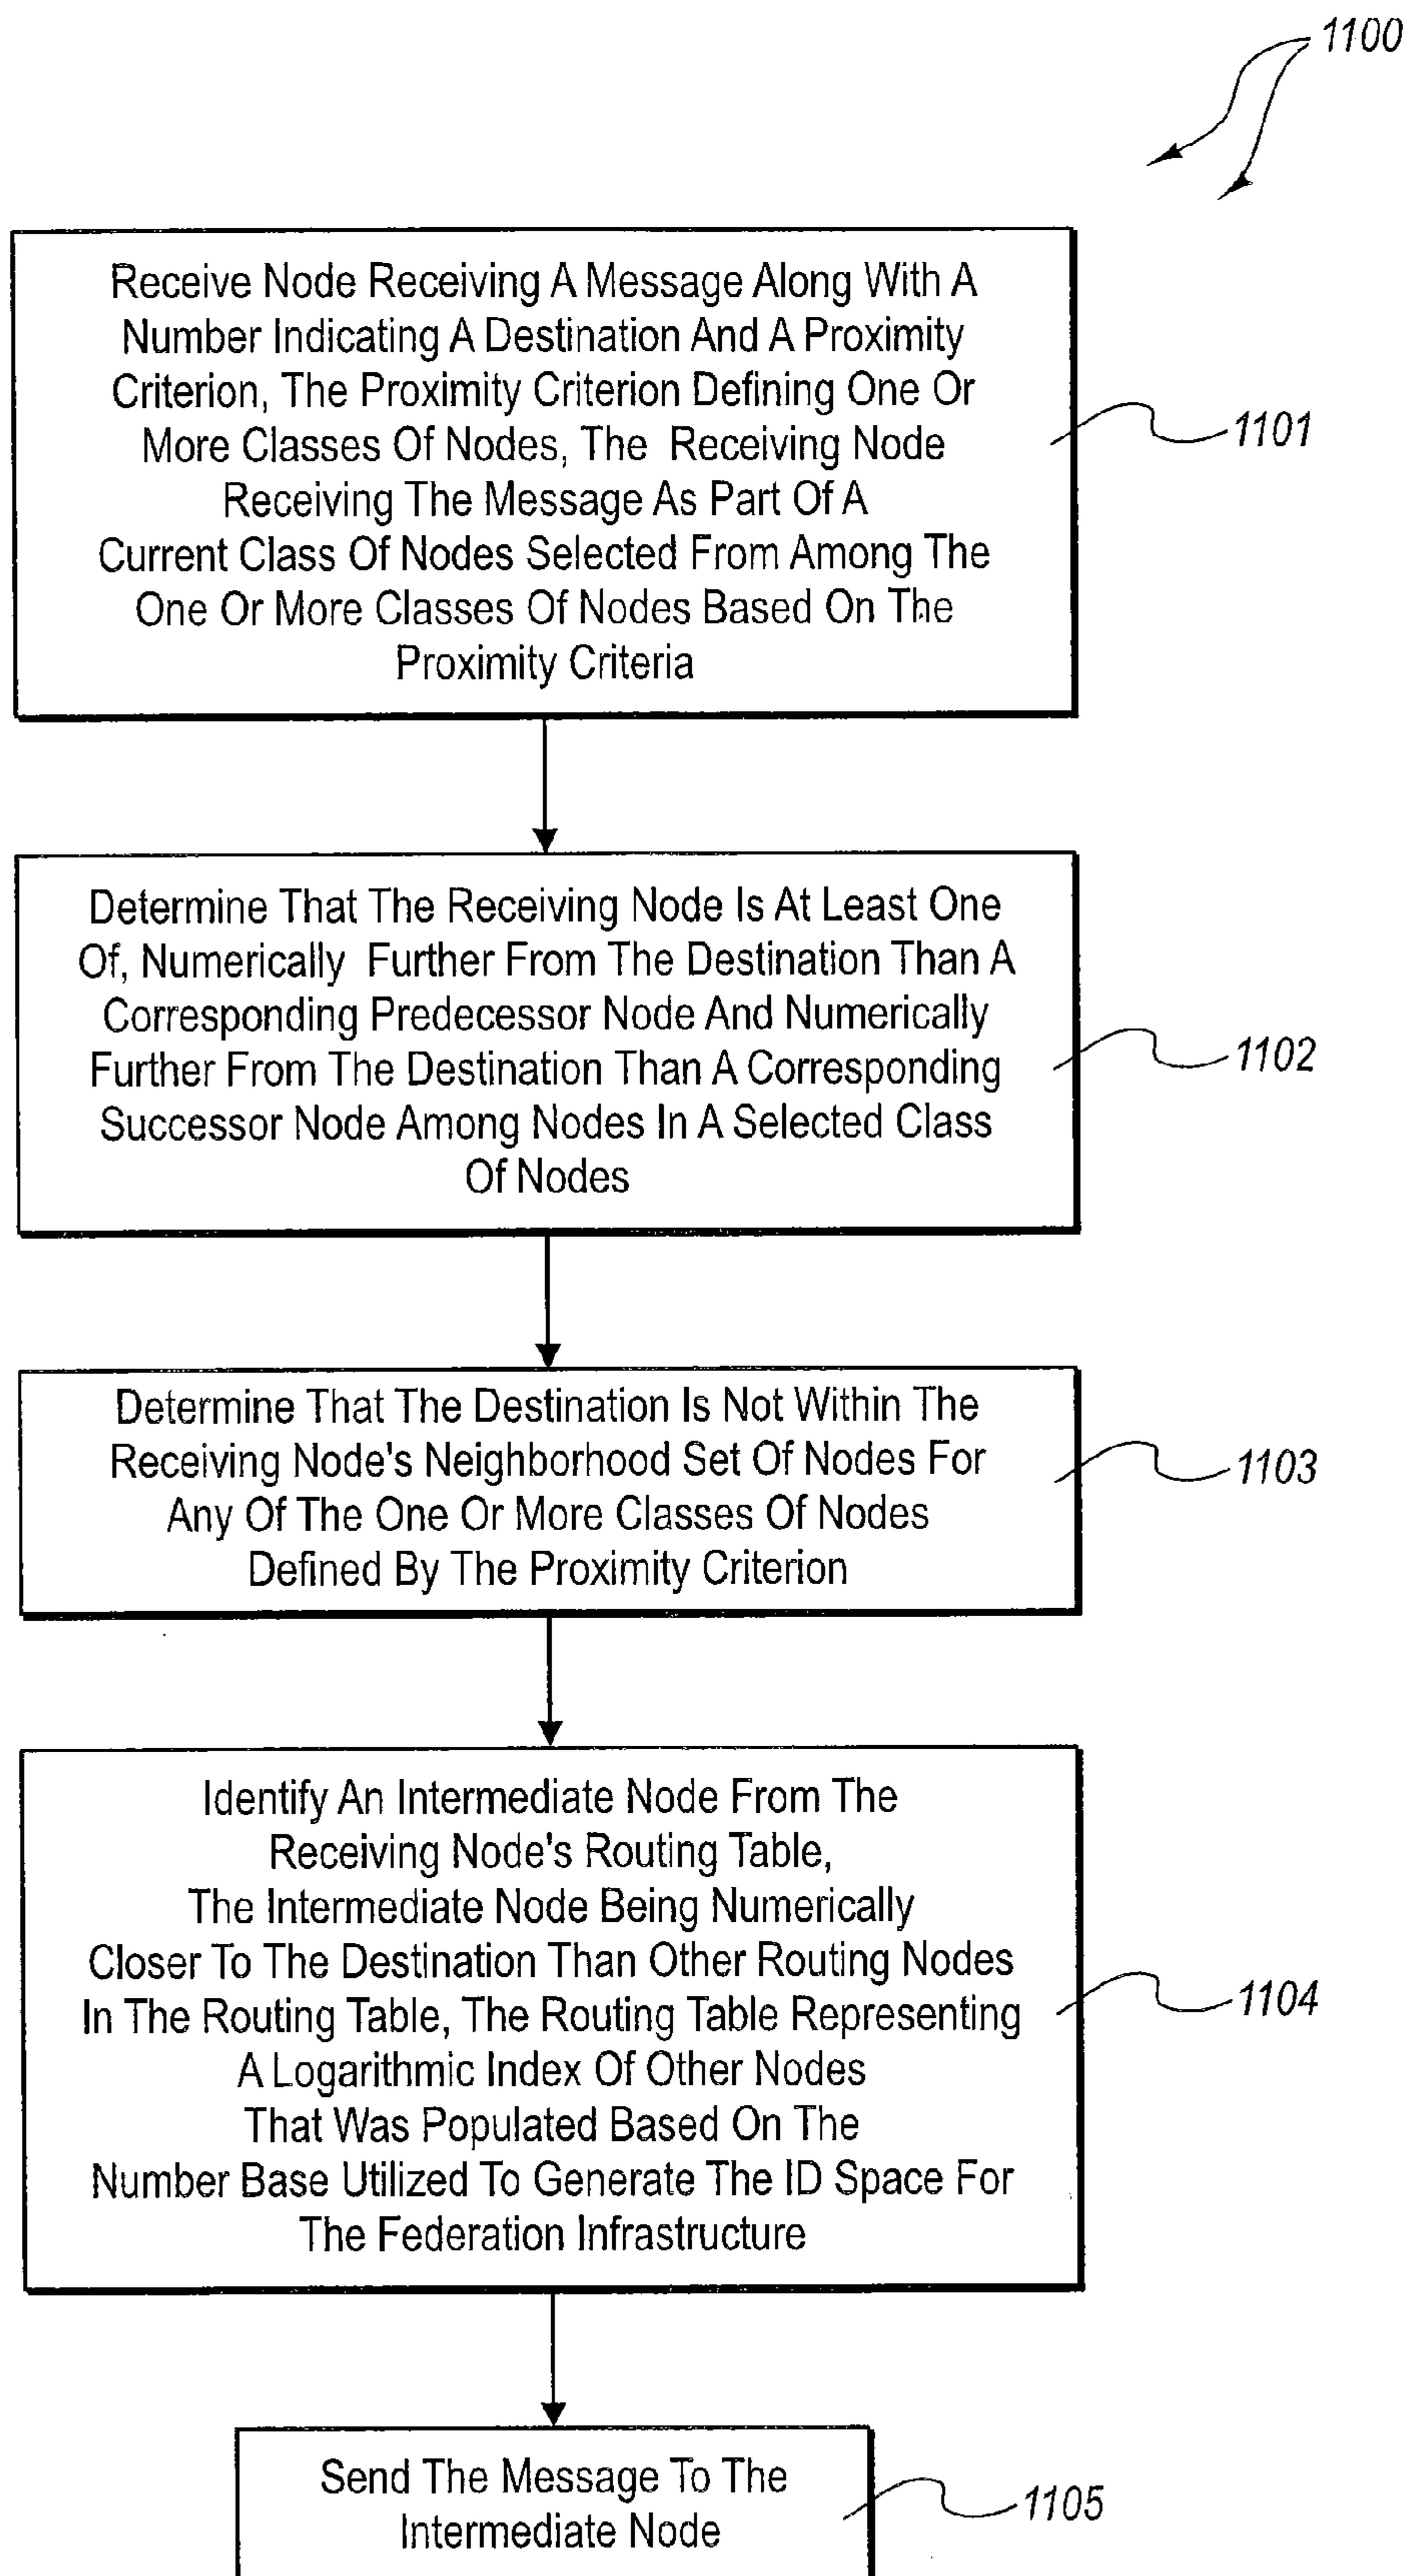 1100
Receive Node Receiving A Message Along With A
Number Indicating A Destination And A Proximity
Criterion, The Proximity Criterion Defining One Or
More Classes Of Nodes, The Receiving Node
Receiving The Message As Part Of A
Current Class Of Nodes Selected From Among The
One Or More Classes Of Nodes Based On The
Proximity Criteria
1101
Determine That The Receiving Node Is At Least One
Of, Numerically Further From The Destination Than A
Corresponding Predecessor Node And Numerically
Further From The Destination Than A Corresponding
Successor Node Among Nodes In A Selected Class
Of Nodes
1102
Determine That The Destination Is Not Within The
Receiving Node's Neighborhood Set Of Nodes For
Any Of The One Or More Classes Of Nodes
Defined By The Proximity Criterion
1103
Identify An Intermediate Node From The
Receiving Node's Routing Table,
The Intermediate Node Being Numerically
Closer To The Destination Than Other Routing Nodes
In The Routing Table, The Routing Table Representing
A Logarithmic Index Of Other Nodes
That Was Populated Based On The
Number Base Utilized To Generate The ID Space For
The Federation Infrastructure
1104
Send The Message To The
Intermediate Node
1105